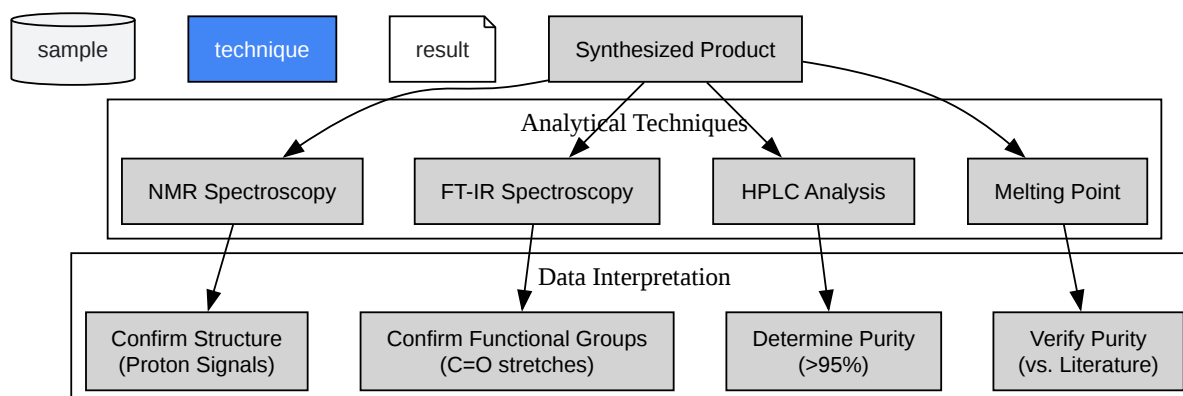 sample
technique
result
Synthesized Product
Analytical Techniques
NMR Spectroscopy
FT-IR Spectroscopy
HPLC Analysis
Melting Point
Data Interpretation
Confirm Structure
(Proton Signals)
Confirm Functional Groups
(C=O stretches)
Determine Purity
(>95%)
Verify Purity
(vs. Literature)